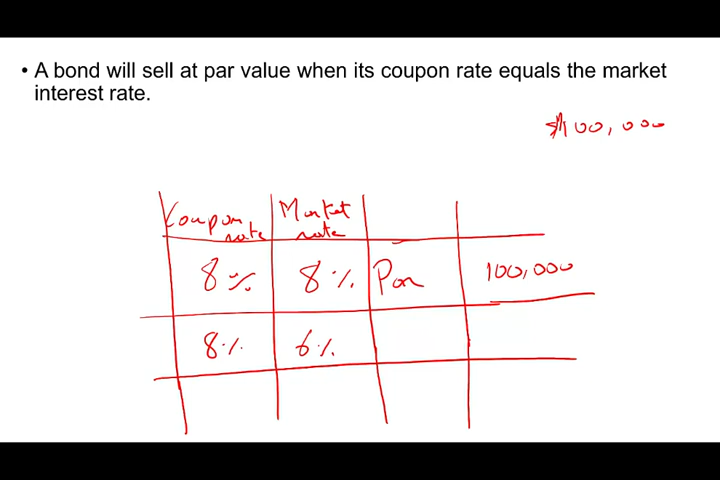 • A bond will sell at par value when its coupon rate equals the market
interest rate.
$100,000
Coupon rate Market rate
8% 8% Par 100,000
8% 6%